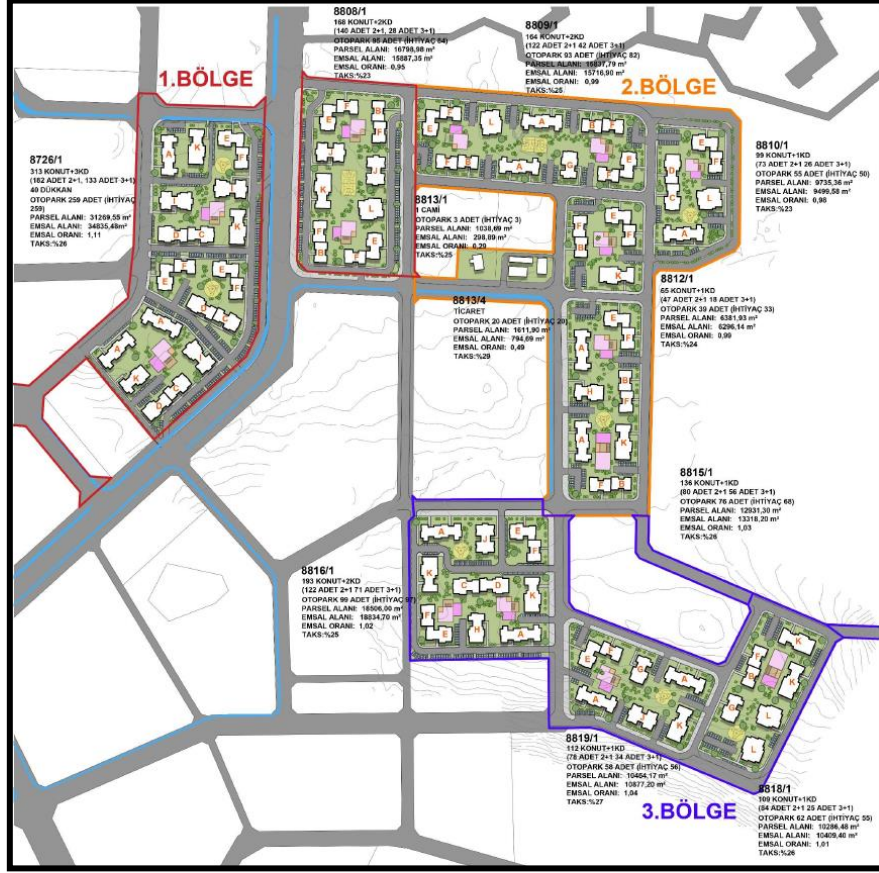 8808/1
168 KONUT+2KD
(140 ADET 2+1, 28 ADET 3+1)
OTOPARK 95 ADET (İHTİYAÇ 84)
PARSEL ALANI: 16798,98 m²
EMSAL ALANI: 15887,35 m²
EMSAL ORANI: 0,95
TAKS:%23
8809/1
164 KONUT+2KD
(122 ADET 2+1 42 ADET 3+1)
OTOPARK 93 ADET (İHTİYAÇ 82)
PARSEL ALANI: 15837,79 m²
EMSAL ALANI: 15716,90 m²
EMSAL ORANI: 0,99
TAKS:%25
1.BÖLGE
2.BÖLGE
8726/1
313 KONUT+3KD
(182 ADET 2+1, 133 ADET 3+1)
40 DÜKKAN
OTOPARK 259 ADET (İHTİYAÇ
259)
PARSEL ALANI: 31269,55 m²
EMSAL ALANI: 34835,48m²
EMSAL ORANI: 1,11
TAKS:%26
8810/1
99 KONUT+1KD
(73 ADET 2+1 26 ADET 3+1)
OTOPARK 55 ADET (İHTİYAÇ 50)
PARSEL ALANI: 9735,36 m²
EMSAL ALANI: 9499,58 m²
EMSAL ORANI: 0,98
TAKS:%23
8813/1
1 CAMİ
OTOPARK 3 ADET (İHTİYAÇ 3)
PARSEL ALANI: 1038,69 m²
EMSAL ALANI: 298,89 m²
EMSAL ORANI: 0,29
TAKS:%25
8812/1
65 KONUT+1KD
(47 ADET 2+1 18 ADET 3+1)
OTOPARK 39 ADET (İHTİYAÇ 33)
PARSEL ALANI: 6381,93 m²
EMSAL ALANI: 6296,14 m²
EMSAL ORANI: 0,99
TAKS:%24
8813/4
TİCARET
OTOPARK 20 ADET (İHTİYAÇ 20)
PARSEL ALANI: 1611,90 m²
EMSAL ALANI: 794,69 m²
EMSAL ORANI: 0,49
TAKS:%29
8815/1
136 KONUT+1KD
(80 ADET 2+1 56 ADET 3+1)
OTOPARK 76 ADET (İHTİYAÇ 68)
PARSEL ALANI: 12931,30 m²
EMSAL ALANI: 13318,20 m²
EMSAL ORANI: 1,03
TAKS:%26
8816/1
193 KONUT+2KD
(122 ADET 2+1 71 ADET 3+1)
OTOPARK 99 ADET (İHTİYAÇ 97)
PARSEL ALANI: 18506,00 m²
EMSAL ALANI: 18834,70 m²
EMSAL ORANI: 1,02
TAKS:%25
8819/1
112 KONUT+1KD
(78 ADET 2+1 34 ADET 3+1)
OTOPARK 58 ADET (İHTİYAÇ 56)
PARSEL ALANI: 10464,17 m²
EMSAL ALANI: 10877,20 m²
EMSAL ORANI: 1,04
TAKS:%27
3.BÖLGE
8818/1
109 KONUT+1KD
(84 ADET 2+1 25 ADET 3+1)
OTOPARK 62 ADET (İHTİYAÇ 55)
PARSEL ALANI: 10286,46 m²
EMSAL ALANI: 10409,40 m²
EMSAL ORANI: 1,01
TAKS:%26